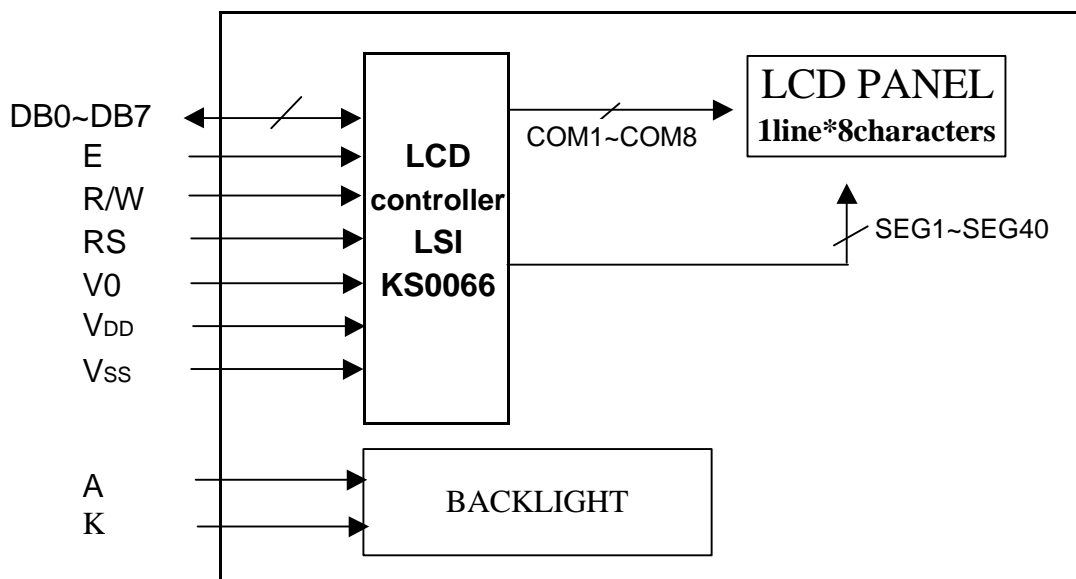 DB0~DB7
E
R/W
RS
V0
VDD
VSS
A
K
LCD
controller
LSI
KS0066
COM1~COM8
LCD PANEL
1line*8characters
SEG1~SEG40
BACKLIGHT